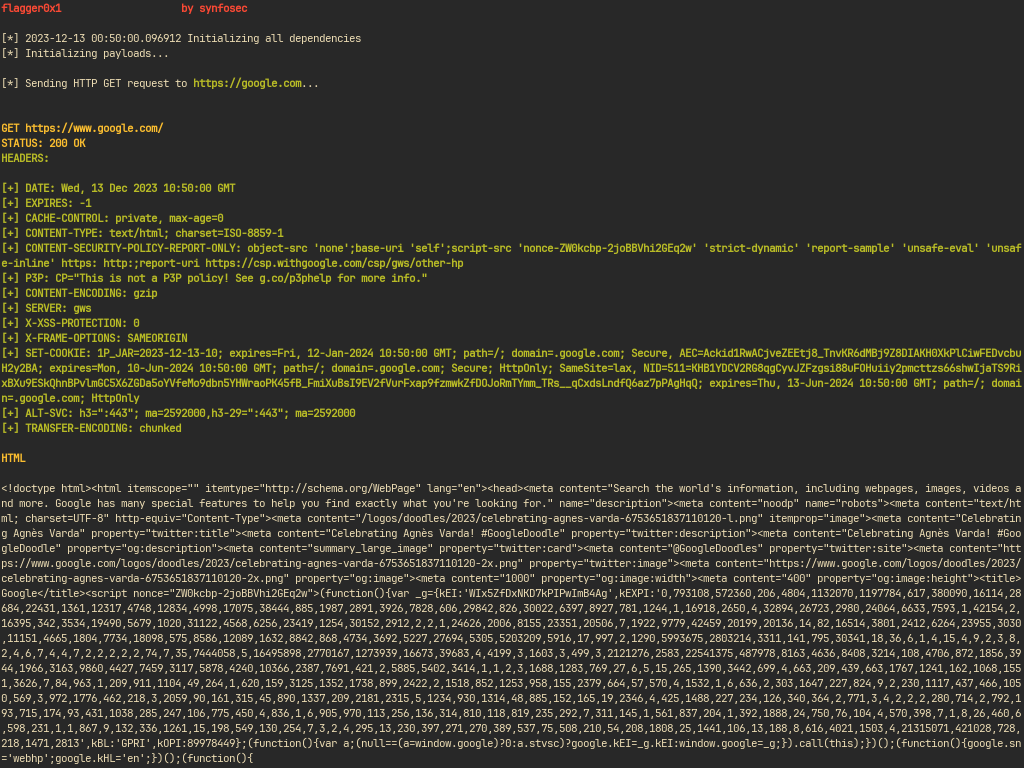 flagger0x1 by synfosec
[*] 2023-12-13 00:50:00.096912 Initializing all dependencies
[*] Initializing payloads...
[*] Sending HTTP GET request to https://google.com...
GET https://www.google.com/
STATUS: 200 OK
HEADERS:
[+] DATE: Wed, 13 Dec 2023 10:50:00 GMT
[+] EXPIRES: -1
[+] CACHE-CONTROL: private, max-age=0
[+] CONTENT-TYPE: text/html; charset=ISO-8859-1
[+] CONTENT-SECURITY-POLICY-REPORT-ONLY: object-src 'none';base-uri 'self';script-src 'nonce-ZW0kcbp-2joBBVhi2GEq2w' 'strict-dynamic' 'report-sample' 'unsafe-eval' 'unsaf
e-inline' https: http:;report-uri https://csp.withgoogle.com/csp/gws/other-hp
[+] P3P: CP="This is not a P3P policy! See g.co/p3phelp for more info."
[+] CONTENT-ENCODING: gzip
[+] SERVER: gws
[+] X-XSS-PROTECTION: 0
[+] X-FRAME-OPTIONS: SAMEORIGIN
[+] SET-COOKIE: 1P_JAR=2023-12-13-10; expires=Fri, 12-Jan-2024 10:50:00 GMT; path=/; domain=.google.com; Secure, AEC=Ackid1RwACjveZEEtj8_TnvKR6dMBj9Z8DIAKH0XkPlCiwFEDvcbu
H2y2BA; expires=Mon, 10-Jun-2024 10:50:00 GMT; path=/; domain=.google.com; Secure; HttpOnly; SameSite=lax, NID=511=KHB1YDCV2RG8qgCyvJZFzgsi88uFOHuiiy2pmcttzs66shwIjaTS9Ri
xBXu9ESkQhnBPvlmGC5X6ZGDa5oYVfeMo9dbn5YHWraoPK45fB_FmiXuBsI9EV2fVurFxap9fzmwkZfDOJoRmTYmm_TRs__qCxdsLndfQ6az7pPAgHqQ; expires=Thu, 13-Jun-2024 10:50:00 GMT; path=/; domai
n=.google.com; HttpOnly
[+] ALT-SVC: h3=":443"; ma=2592000,h3-29=":443"; ma=2592000
[+] TRANSFER-ENCODING: chunked
HTML
<!doctype html><html itemscope="" itemtype="http://schema.org/WebPage" lang="en"><head><meta content="Search the world's information, including webpages, images, videos a
nd more. Google has many special features to help you find exactly what you're looking for." name="description"><meta content="noodp" name="robots"><meta content="text/ht
ml; charset=UTF-8" http-equiv="Content-Type"><meta content="/logos/doodles/2023/celebrating-agnes-varda-6753651837110120-l.png" itemprop="image"><meta content="Celebratin
g Agnès Varda" property="twitter:title"><meta content="Celebrating Agnès Varda! #GoogleDoodle" property="twitter:description"><meta content="Celebrating Agnès Varda! #Goo
gleDoodle" property="og:description"><meta content="summary_large_image" property="twitter:card"><meta content="@GoogleDoodles" property="twitter:site"><meta content="htt
ps://www.google.com/logos/doodles/2023/celebrating-agnes-varda-6753651837110120-2x.png" property="twitter:image"><meta content="https://www.google.com/logos/doodles/2023/
celebrating-agnes-varda-6753651837110120-2x.png" property="og:image"><meta content="1000" property="og:image:width"><meta content="400" property="og:image:height"><title>
Google</title><script nonce="ZW0kcbp-2joBBVhi2GEq2w">(function(){var _g={kEI:'WIx5ZfDxNKD7kPIPwImB4Ag',kEXPI:'0,793108,572360,206,4804,1132070,1197784,617,380090,16114,28
684,22431,1361,12317,4748,12834,4998,17075,38444,885,1987,2891,3926,7828,606,29842,826,30022,6397,8927,781,1244,1,16918,2650,4,32894,26723,2980,24064,6633,7593,1,42154,2,
16395,342,3534,19490,5679,1020,31122,4568,6256,23419,1254,30152,2912,2,2,1,24626,2006,8155,23351,20506,7,1922,9779,42459,20199,20136,14,82,16514,3801,2412,6264,23955,3030
,11151,4665,1804,7734,18098,575,8586,12089,1632,8842,868,4734,3692,5227,27694,5305,5203209,5916,17,997,2,1290,5993675,2803214,3311,141,795,30341,18,36,6,1,4,15,4,9,2,3,8,
2,4,6,7,4,4,7,2,2,2,2,2,74,7,35,7444058,5,16495898,2770167,1273939,16673,39683,4,4199,3,1603,3,499,3,2121276,2583,22541375,487978,8163,4636,8408,3214,108,4706,872,1856,39
44,1966,3163,9860,4427,7459,3117,5878,4240,10366,2387,7691,421,2,5885,5402,3414,1,1,2,3,1688,1283,769,27,6,5,15,265,1390,3442,699,4,663,209,439,663,1767,1241,162,1068,155
1,3626,7,84,963,1,209,911,1104,49,264,1,620,159,3125,1352,1738,899,2422,2,1518,852,1253,958,155,2379,664,57,570,4,1532,1,6,636,2,303,1647,227,824,9,2,230,1117,437,466,105
0,569,3,972,1776,462,218,3,2059,90,161,315,45,890,1337,209,2181,2315,5,1234,930,1314,48,885,152,165,19,2346,4,425,1488,227,234,126,340,364,2,771,3,4,2,2,2,280,714,2,792,1
93,715,174,93,431,1038,285,247,106,775,450,4,836,1,6,905,970,113,256,136,314,810,118,819,235,292,7,311,145,1,561,837,204,1,392,1888,24,750,76,104,4,570,398,7,1,8,26,460,6
,598,231,1,1,867,9,132,336,1261,15,198,549,130,254,7,3,2,4,295,13,230,397,271,270,389,537,75,508,210,54,208,1808,25,1441,106,13,188,8,616,4021,1503,4,21315071,421028,728,
218,1471,2813',kBL:'GPRI',kOPI:89978449};(function(){var a;(null==(a=window.google)?0:a.stvsc)?google.kEI=_g.kEI:window.google=_g;}).call(this);})();(function(){google.sn
='webhp';google.kHL='en';})();(function(){